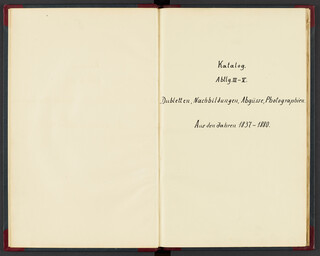 Katalog.
Abtlg. III-V.
Dubletten, Nachbildungen, Abgüsse, Photographien
Aus den Jahren 1837-1880.